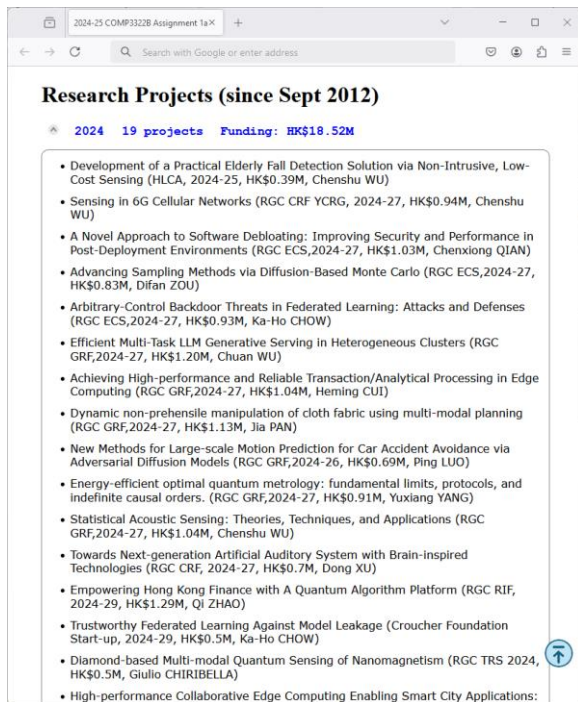 2024-25 COMP3322B Assignment 1a
Search with Google or enter address
Research Projects (since Sept 2012)
2024 19 projects Funding: HK$18.52M
• Development of a Practical Elderly Fall Detection Solution via Non-Intrusive, Low-
Cost Sensing (HLCA, 2024-25, HK$0.39M, Chenshu WU)
• Sensing in 6G Cellular Networks (RGC CRF YCRG, 2024-27, HK$0.94M, Chenshu
WU)
• A Novel Approach to Software Debloating: Improving Security and Performance in
Post-Deployment Environments (RGC ECS,2024-27, HK$1.03M, Chenxiong QIAN)
• Advancing Sampling Methods via Diffusion-Based Monte Carlo (RGC ECS,2024-27,
HK$0.83M, Difan ZOU)
• Arbitrary-Control Backdoor Threats in Federated Learning: Attacks and Defenses
(RGC ECS,2024-27, HK$0.93M, Ka-Ho CHOW)
• Efficient Multi-Task LLM Generative Serving in Heterogeneous Clusters (RGC
GRF,2024-27, HK$1.20M, Chuan WU)
• Achieving High-performance and Reliable Transaction/Analytical Processing in Edge
Computing (RGC GRF,2024-27, HK$1.04M, Heming CUI)
• Dynamic non-prehensile manipulation of cloth fabric using multi-modal planning
(RGC GRF,2024-27, HK$1.13M, Jia PAN)
• New Methods for Large-scale Motion Prediction for Car Accident Avoidance via
Adversarial Diffusion Models (RGC GRF,2024-26, HK$0.69M, Ping LUO)
• Energy-efficient optimal quantum metrology: fundamental limits, protocols, and
indefinite causal orders. (RGC GRF,2024-27, HK$0.91M, Yuxiang YANG)
• Statistical Acoustic Sensing: Theories, Techniques, and Applications (RGC
GRF,2024-27, HK$1.04M, Chenshu WU)
• Towards Next-generation Artificial Auditory System with Brain-inspired
Technologies (RGC CRF, 2024-27, HK$0.7M, Dong XU)
• Empowering Hong Kong Finance with A Quantum Algorithm Platform (RGC RIF,
2024-29, HK$1.29M, Qi ZHAO)
• Trustworthy Federated Learning Against Model Leakage (Croucher Foundation
Start-up, 2024-29, HK$0.5M, Ka-Ho CHOW)
• Diamond-based Multi-modal Quantum Sensing of Nanomagnetism (RGC TRS 2024,
HK$0.5M, Giulio CHIRIBELLA)
• High-performance Collaborative Edge Computing Enabling Smart City Applications: